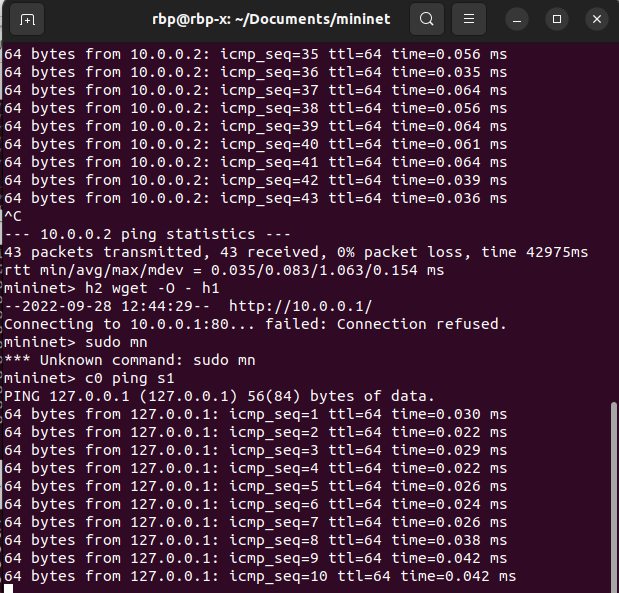 rbp@rbp-x: ~/Documents/mininet
64 bytes from 10.0.0.2: icmp_seq=35 ttl=64 time=0.056 ms
64 bytes from 10.0.0.2: icmp_seq=36 ttl=64 time=0.035 ms
64 bytes from 10.0.0.2: icmp_seq=37 ttl=64 time=0.064 ms
64 bytes from 10.0.0.2: icmp_seq=38 ttl=64 time=0.056 ms
64 bytes from 10.0.0.2: icmp_seq=39 ttl=64 time=0.064 ms
64 bytes from 10.0.0.2: icmp_seq=40 ttl=64 time=0.061 ms
64 bytes from 10.0.0.2: icmp_seq=41 ttl=64 time=0.064 ms
64 bytes from 10.0.0.2: icmp_seq=42 ttl=64 time=0.039 ms
64 bytes from 10.0.0.2: icmp_seq=43 ttl=64 time=0.036 ms
^C
--- 10.0.0.2 ping statistics ---
43 packets transmitted, 43 received, 0% packet loss, time 42975ms
rtt min/avg/max/mdev = 0.035/0.083/1.063/0.154 ms
mininet> h2 wget -O - h1
--2022-09-28 12:44:29--  http://10.0.0.1/
Connecting to 10.0.0.1:80... failed: Connection refused.
mininet> sudo mn
*** Unknown command: sudo mn
mininet> c0 ping s1
PING 127.0.0.1 (127.0.0.1) 56(84) bytes of data.
64 bytes from 127.0.0.1: icmp_seq=1 ttl=64 time=0.030 ms
64 bytes from 127.0.0.1: icmp_seq=2 ttl=64 time=0.022 ms
64 bytes from 127.0.0.1: icmp_seq=3 ttl=64 time=0.029 ms
64 bytes from 127.0.0.1: icmp_seq=4 ttl=64 time=0.022 ms
64 bytes from 127.0.0.1: icmp_seq=5 ttl=64 time=0.026 ms
64 bytes from 127.0.0.1: icmp_seq=6 ttl=64 time=0.024 ms
64 bytes from 127.0.0.1: icmp_seq=7 ttl=64 time=0.026 ms
64 bytes from 127.0.0.1: icmp_seq=8 ttl=64 time=0.038 ms
64 bytes from 127.0.0.1: icmp_seq=9 ttl=64 time=0.042 ms
64 bytes from 127.0.0.1: icmp_seq=10 ttl=64 time=0.042 ms